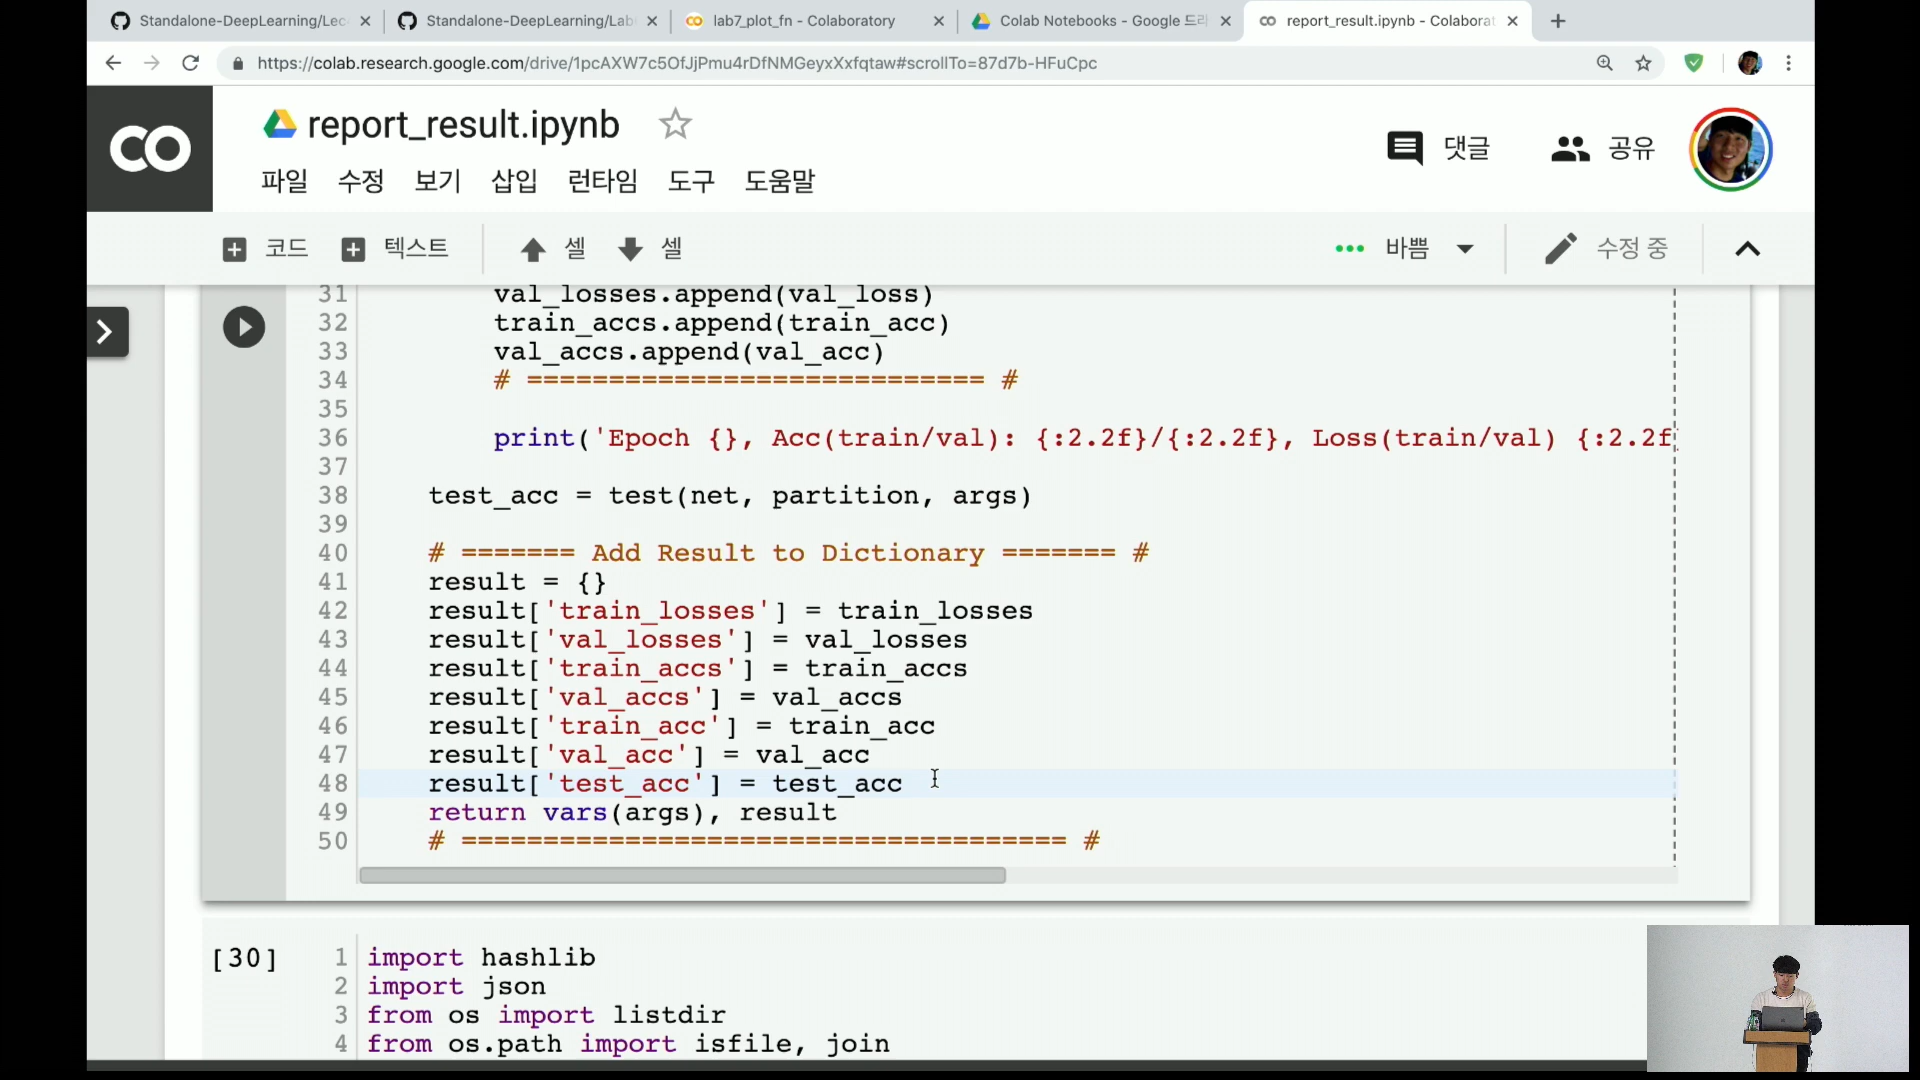 Standalone-DeepLearning/Lec
Standalone-DeepLearning/Lab
lab7_plot_fn - Colaboratory
Colab Notebooks - Google 드라
report_result.ipynb - Colaborat
https://colab.research.google.com/drive/1pcAXW7c5OfJjPmu4rDfNMGeyxXxfqtaw#scrollTo=87d7b-HFuCpc
CO report_result.ipynb
댓글 공유
파일 수정 보기 삽입 런타임 도구 도움말
코드 텍스트 셀 셀 바쁨 수정 중
31 val_losses.append(val_loss)
32 train_accs.append(train_acc)
33 val_accs.append(val_acc)
34 # ============================ #
35
36 print('Epoch {}, Acc(train/val): {:2.2f}/{:2.2f}, Loss(train/val) {:2.2f
37
38 test_acc = test(net, partition, args)
39
40 # ======= Add Result to Dictionary ======= #
41 result = {}
42 result['train_losses'] = train_losses
43 result['val_losses'] = val_losses
44 result['train_accs'] = train_accs
45 result['val_accs'] = val_accs
46 result['train_acc'] = train_acc
47 result['val_acc'] = val_acc
48 result['test_acc'] = test_acc
49 return vars(args), result
50 # ===================================== #
[30] 1 import hashlib
2 import json
3 from os import listdir
4 from os.path import isfile, join